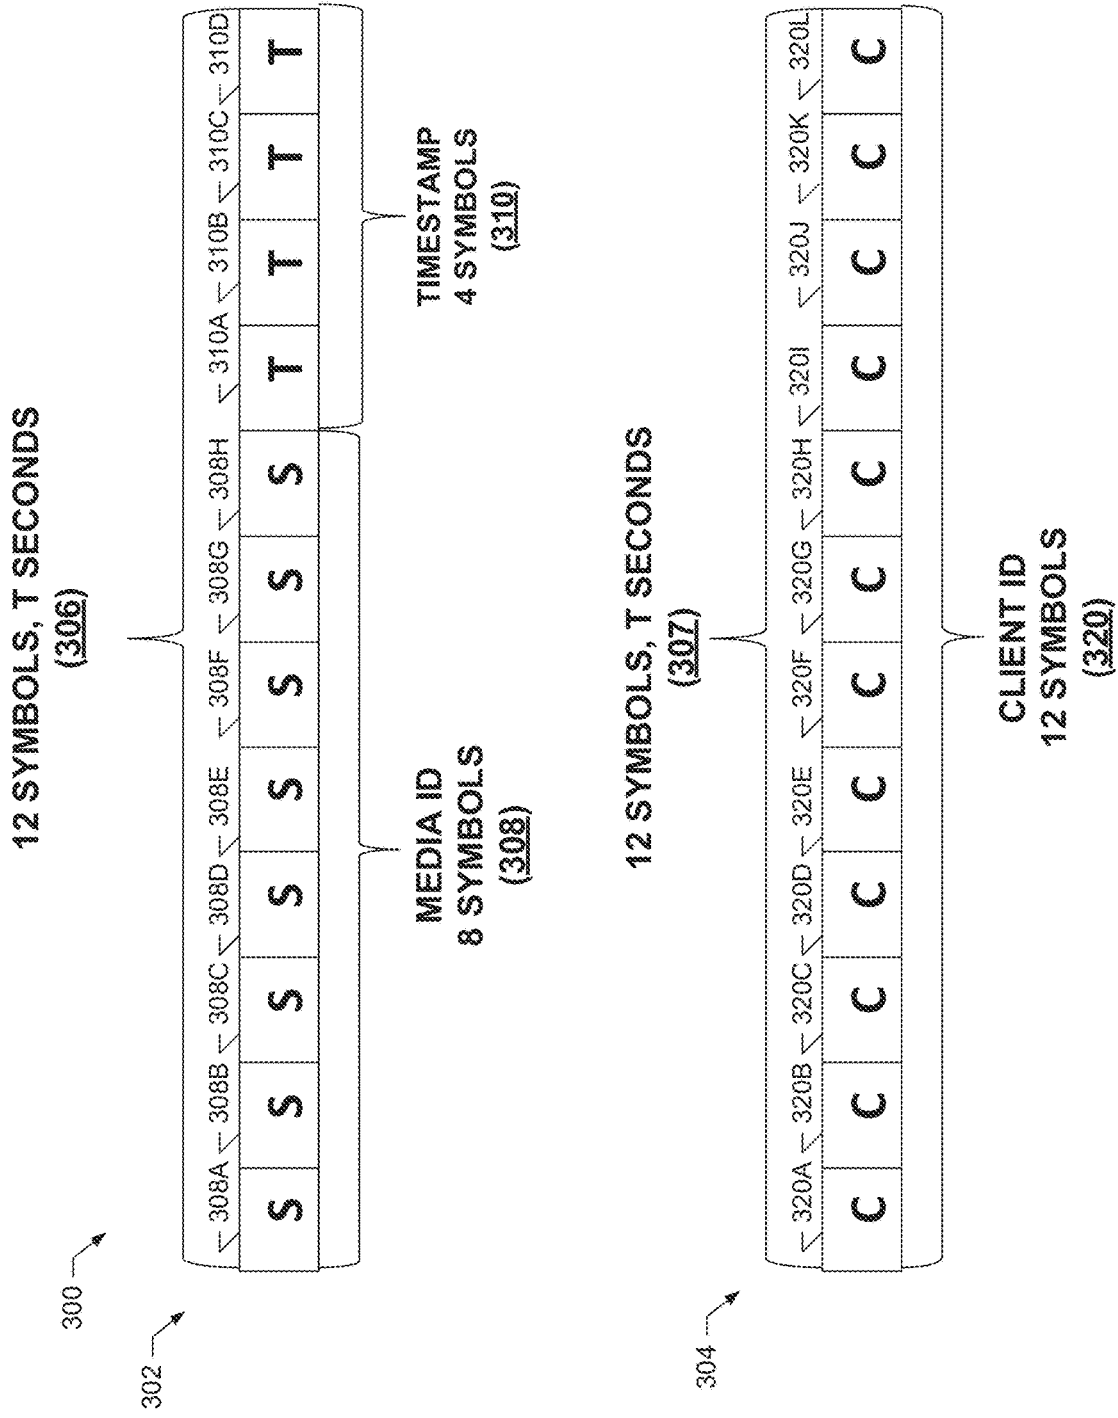 300
302
12 SYMBOLS, T SECONDS
(306)
308A 308B 308C 308D 308E 308F 308G 308H 310A 310B 310C 310D
S S S S S S S S T T T T
MEDIA ID
8 SYMBOLS
(308)
TIMESTAMP
4 SYMBOLS
(310)
304
12 SYMBOLS, T SECONDS
(307)
320A 320B 320C 320D 320E 320F 320G 320H 320I 320J 320K 320L
C C C C C C C C C C C C
CLIENT ID
12 SYMBOLS
(320)